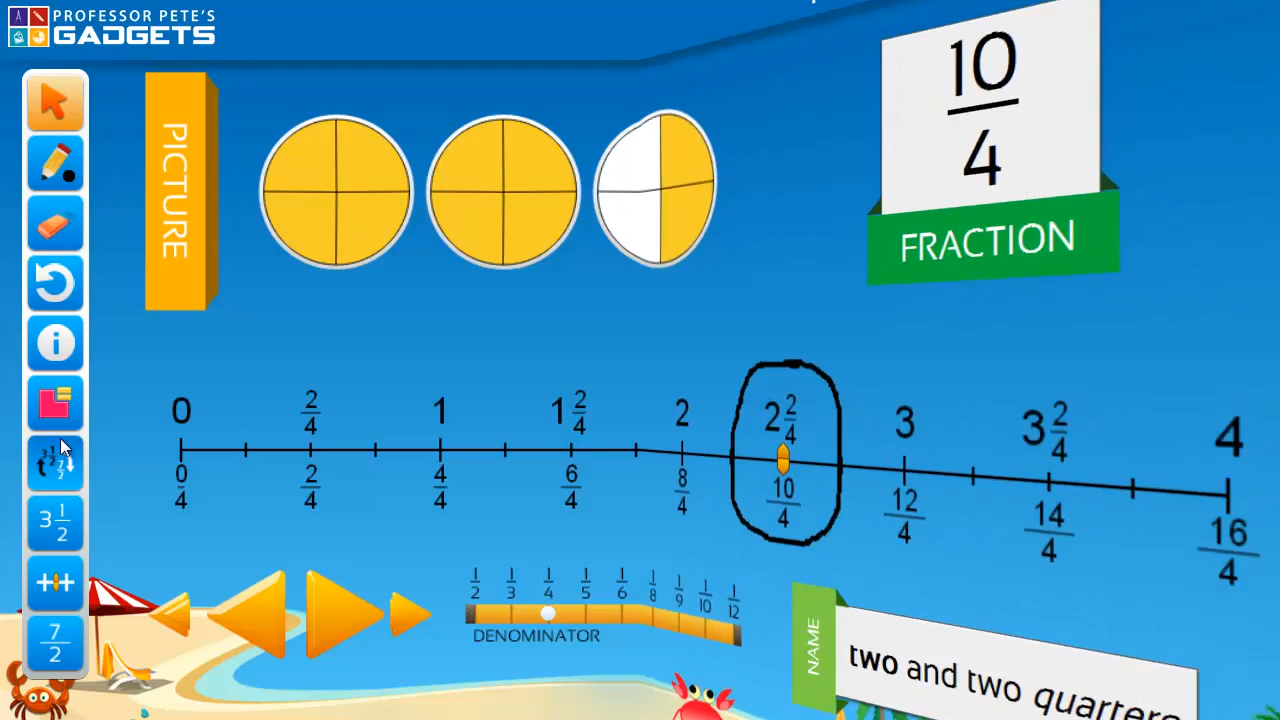 PROFESSOR PETE'S
GADGETS
PICTURE
10
4
FRACTION
0 2/4 1 1 2/4 2 2 2/4 3 3 2/4 4
0/4 2/4 4/4 6/4 8/4 10/4 12/4 14/4 16/4
3 1/2
1/2 1/3 1/4 1/5 1/6 1/8 1/9 1/10 1/12
DENOMINATOR
7/2
NAME
two and two quarters